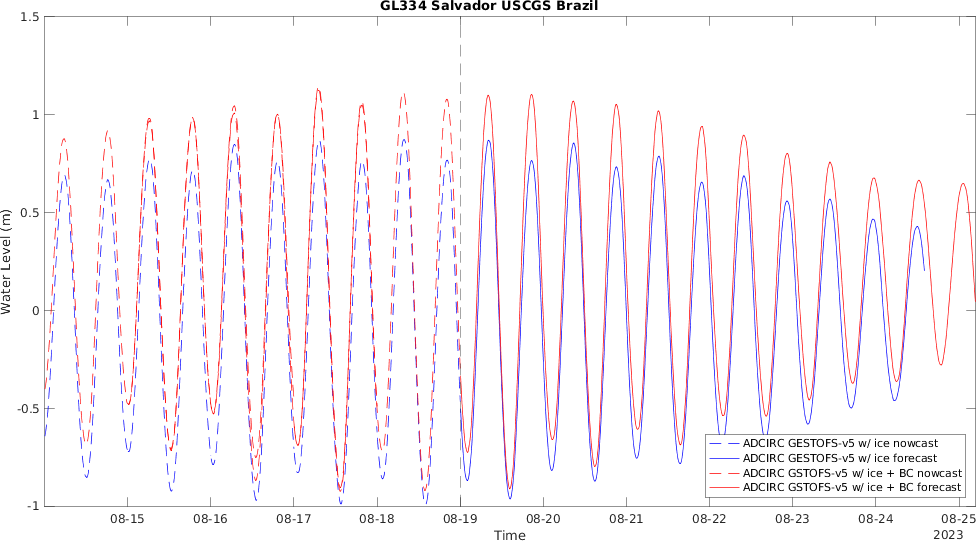 GL334 Salvador USCGS Brazil
1.5
1
0.5
0
-0.5
-1
Water Level (m)
08-15
08-16
08-17
08-18
08-19
08-20
08-21
08-22
08-23
08-24
08-25
2023
Time
ADCIRC GESTOFS-v5 w/ ice nowcast
ADCIRC GESTOFS-v5 w/ ice forecast
ADCIRC GSTOFS-v5 w/ ice + BC nowcast
ADCIRC GSTOFS-v5 w/ ice + BC forecast